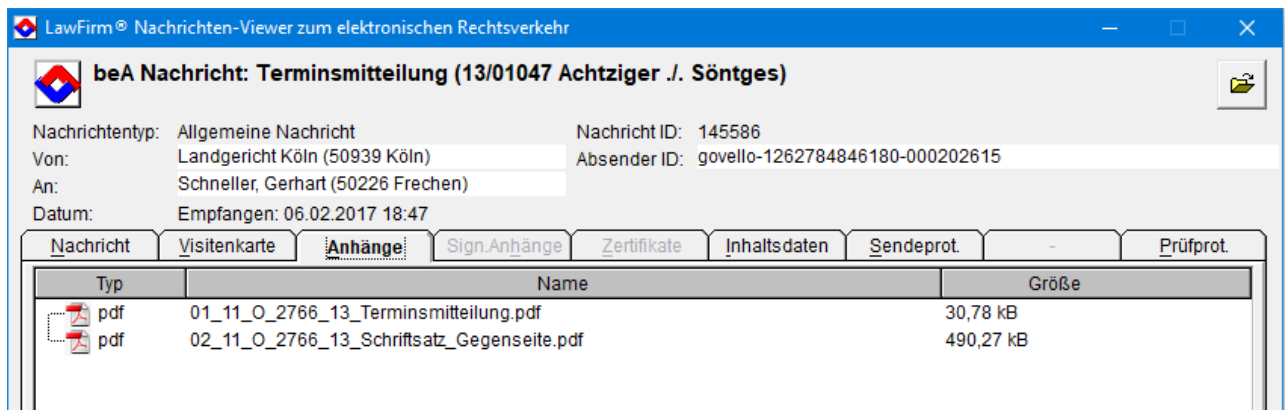 LawFirm® Nachrichten-Viewer zum elektronischen Rechtsverkehr
beA Nachricht: Terminsmitteilung (13/01047 Achtziger ./. Söntges)
Nachrichtentyp: Allgemeine Nachricht Nachricht ID: 145586
Von: Landgericht Köln (50939 Köln) Absender ID: govello-1262784846180-000202615
An: Schneller, Gerhart (50226 Frechen)
Datum: Empfangen: 06.02.2017 18:47
Nachricht Visitenkarte Anhänge Sign.Anhänge Zertifikate Inhaltsdaten Sendeprot. - Prüfprot.
Typ Name Größe
pdf 01_11_O_2766_13_Terminsmitteilung.pdf 30,78 kB
pdf 02_11_O_2766_13_Schriftsatz_Gegenseite.pdf 490,27 kB